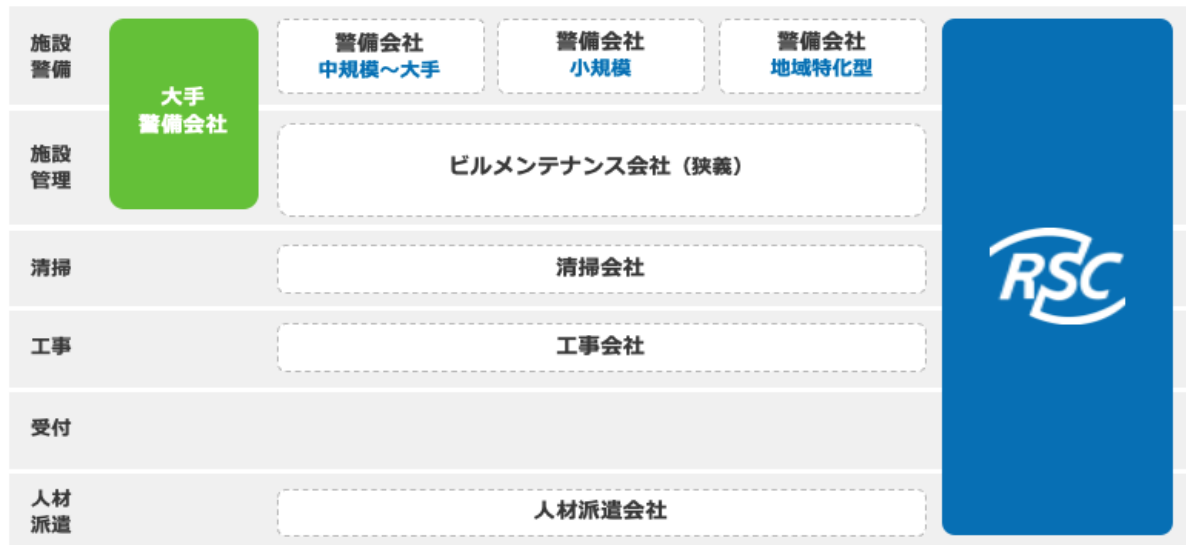 施設
警備
大手
警備会社
警備会社
中規模～大手
警備会社
小規模
警備会社
地域特化型
施設
管理
ビルメンテナンス会社（狭義）
RSC
清掃
清掃会社
工事
工事会社
受付
人材
派遣
人材派遣会社